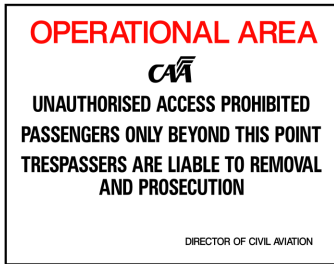 OPERATIONAL AREA
CAA
UNAUTHORISED ACCESS PROHIBITED
PASSENGERS ONLY BEYOND THIS POINT
TRESPASSERS ARE LIABLE TO REMOVAL
AND PROSECUTION
DIRECTOR OF CIVIL AVIATION